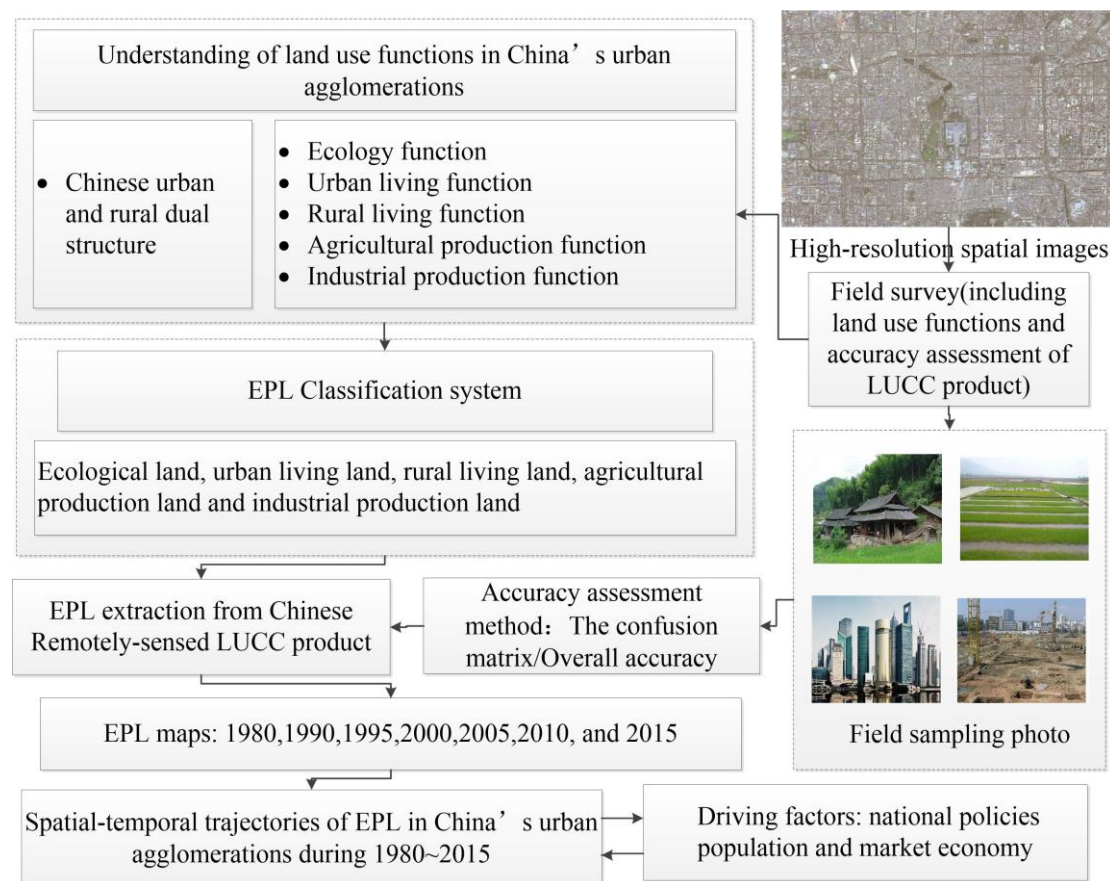 Understanding of land use functions in China’s urban
agglomerations
• Chinese urban
and rural dual
structure
• Ecology function
• Urban living function
• Rural living function
• Agricultural production function
• Industrial production function
High-resolution spatial images
Field survey(including
land use functions and
accuracy assessment of
LUCC product)
EPL Classification system
Ecological land, urban living land, rural living land, agricultural
production land and industrial production land
EPL extraction from Chinese
Remotely-sensed LUCC product
Accuracy assessment
method：The confusion
matrix/Overall accuracy
Field sampling photo
EPL maps: 1980,1990,1995,2000,2005,2010, and 2015
Spatial-temporal trajectories of EPL in China’s urban
agglomerations during 1980~2015
Driving factors: national policies
population and market economy